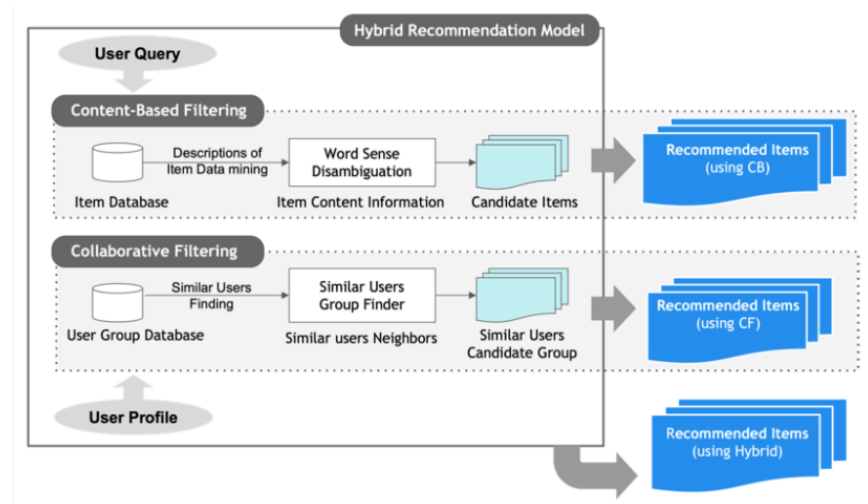 Hybrid Recommendation Model
User Query
Content-Based Filtering
Descriptions of
Item Data mining
Word Sense
Disambiguation
Item Database
Item Content Information
Candidate Items
Recommended Items
(using CB)
Collaborative Filtering
Similar Users
Finding
Similar Users
Group Finder
User Group Database
Similar users Neighbors
Similar Users
Candidate Group
Recommended Items
(using CF)
User Profile
Recommended Items
(using Hybrid)